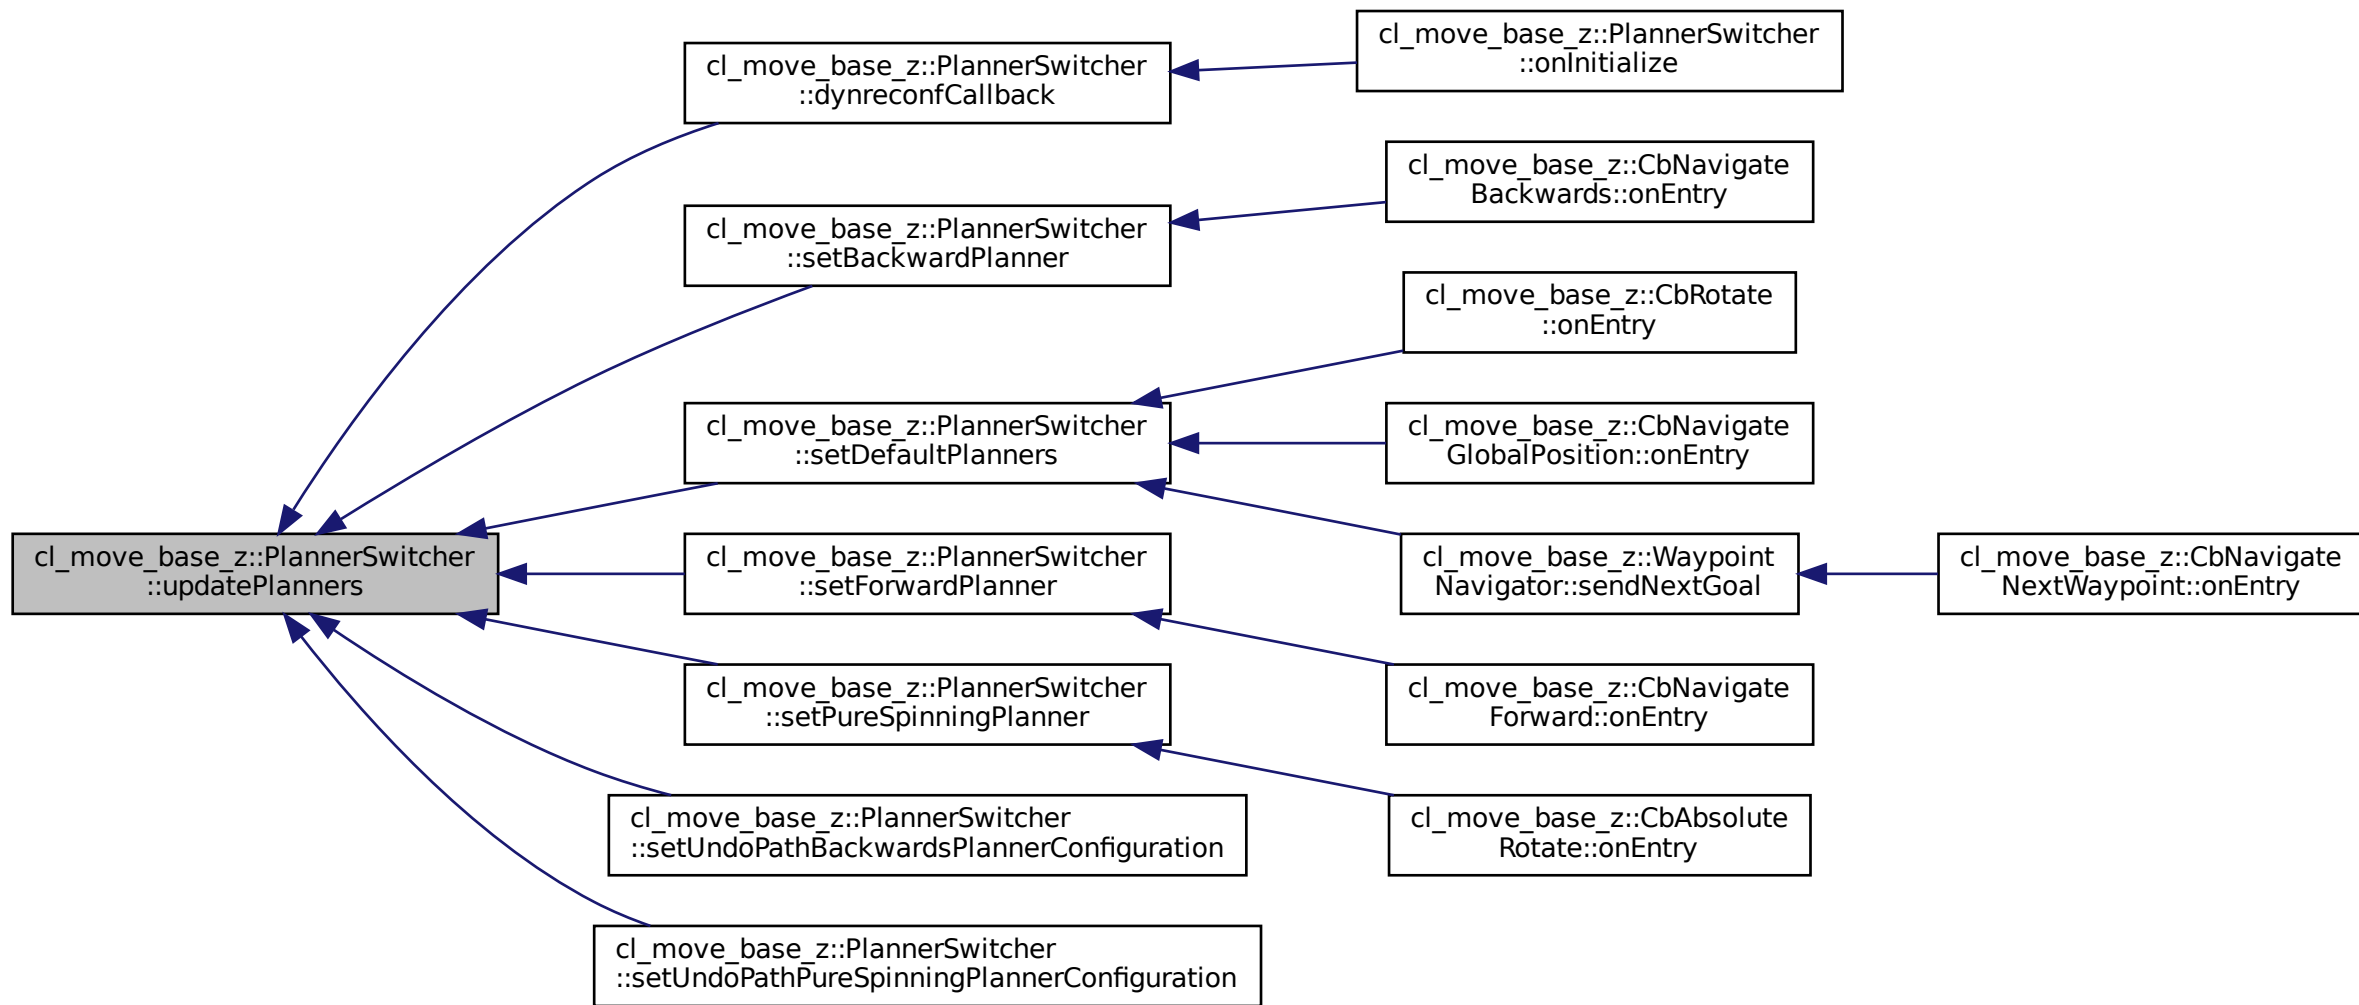 cl_move_base_z::PlannerSwitcher
::updatePlanners
cl_move_base_z::PlannerSwitcher
::dynreconfCallback
cl_move_base_z::PlannerSwitcher
::onInitialize
cl_move_base_z::PlannerSwitcher
::setBackwardPlanner
cl_move_base_z::CbNavigate
Backwards::onEntry
cl_move_base_z::PlannerSwitcher
::setDefaultPlanners
cl_move_base_z::CbRotate
::onEntry
cl_move_base_z::CbNavigate
GlobalPosition::onEntry
cl_move_base_z::Waypoint
Navigator::sendNextGoal
cl_move_base_z::CbNavigate
NextWaypoint::onEntry
cl_move_base_z::PlannerSwitcher
::setForwardPlanner
cl_move_base_z::CbNavigate
Forward::onEntry
cl_move_base_z::PlannerSwitcher
::setPureSpinningPlanner
cl_move_base_z::CbAbsolute
Rotate::onEntry
cl_move_base_z::PlannerSwitcher
::setUndoPathBackwardsPlannerConfiguration
cl_move_base_z::PlannerSwitcher
::setUndoPathPureSpinningPlannerConfiguration